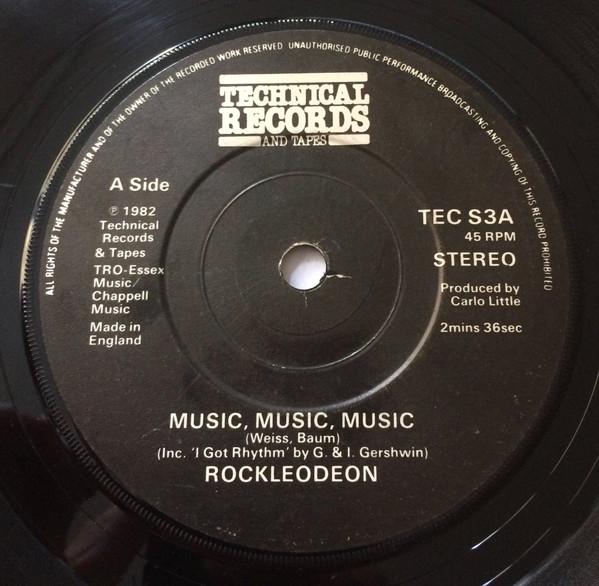 ALL RIGHTS OF THE MANUFACTURER AND OF THE OWNER OF THE RECORDED WORK RESERVED UNAUTHORISED PUBLIC PERFORMANCE BROADCASTING AND COPYING OF THIS RECORD PROHIBITED
TECHNICAL
RECORDS
AND TAPES
A Side
℗ 1982
Technical
Records
& Tapes
TRO-Essex
Music/
Chappell
Music
Made in
England
TEC S3A
45 RPM
STEREO
Produced by
Carlo Little
2mins 36sec
MUSIC, MUSIC, MUSIC
(Weiss, Baum)
(Inc. 'I Got Rhythm' by G. & I. Gershwin)
ROCKLEODEON